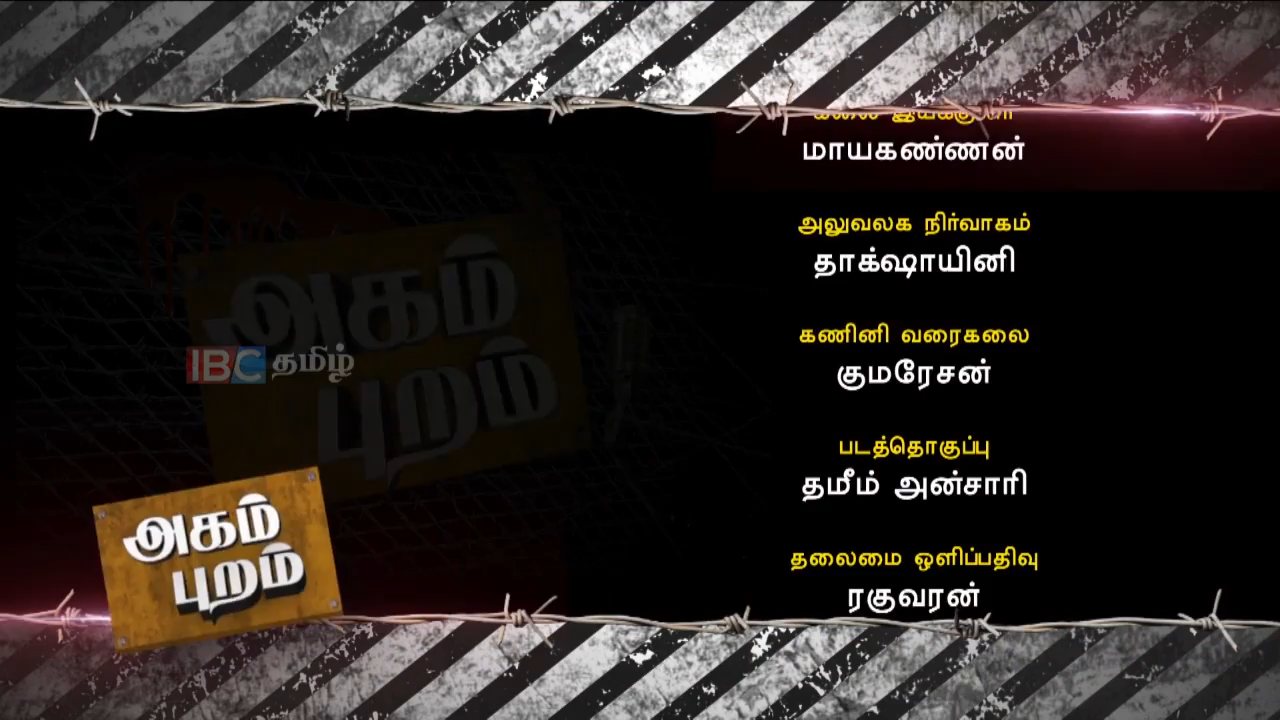 மாயகண்ணன்
அலுவலக நிர்வாகம்
தாக்‌ஷாயினி
கணினி வரைகலை
குமரேசன்
படத்தொகுப்பு
தமீம் அன்சாரி
தலைமை ஒளிப்பதிவு
ரகுவரன்
அகம்
புறம்
IBC தமிழ்
அகம்
புறம்